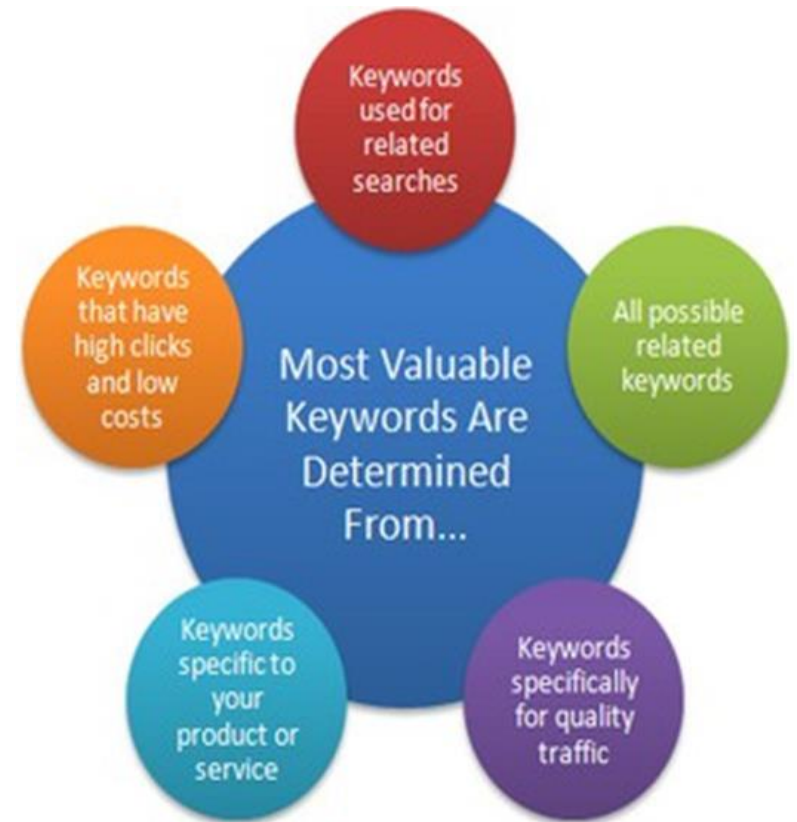 Keywords
used for
related
searches
All possible
related
keywords
Keywords
specifically
for quality
traffic
Keywords
specific to
your
product or
service
Keywords
that have
high clicks
and low
costs
Most Valuable
Keywords Are
Determined
From...